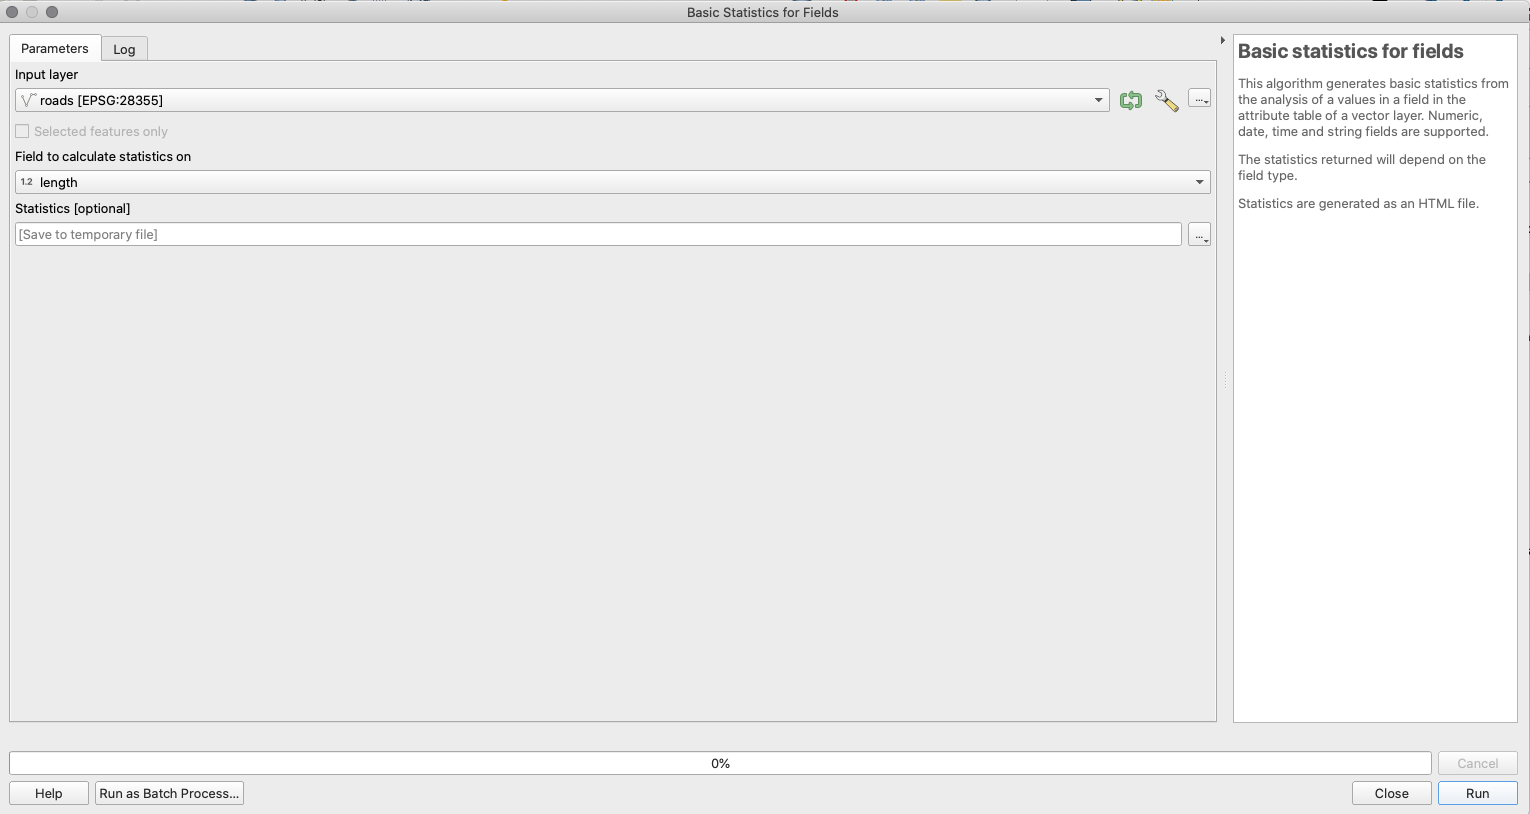 Basic Statistics for Fields
Parameters
Log
Input layer
roads [EPSG:28355]
...
Selected features only
Field to calculate statistics on
1.2 length
Statistics [optional]
[Save to temporary file]
...
Basic statistics for fields
This algorithm generates basic statistics from
the analysis of a values in a field in the
attribute table of a vector layer. Numeric,
date, time and string fields are supported.
The statistics returned will depend on the
field type.
Statistics are generated as an HTML file.
0%
Cancel
Help
Run as Batch Process...
Close
Run